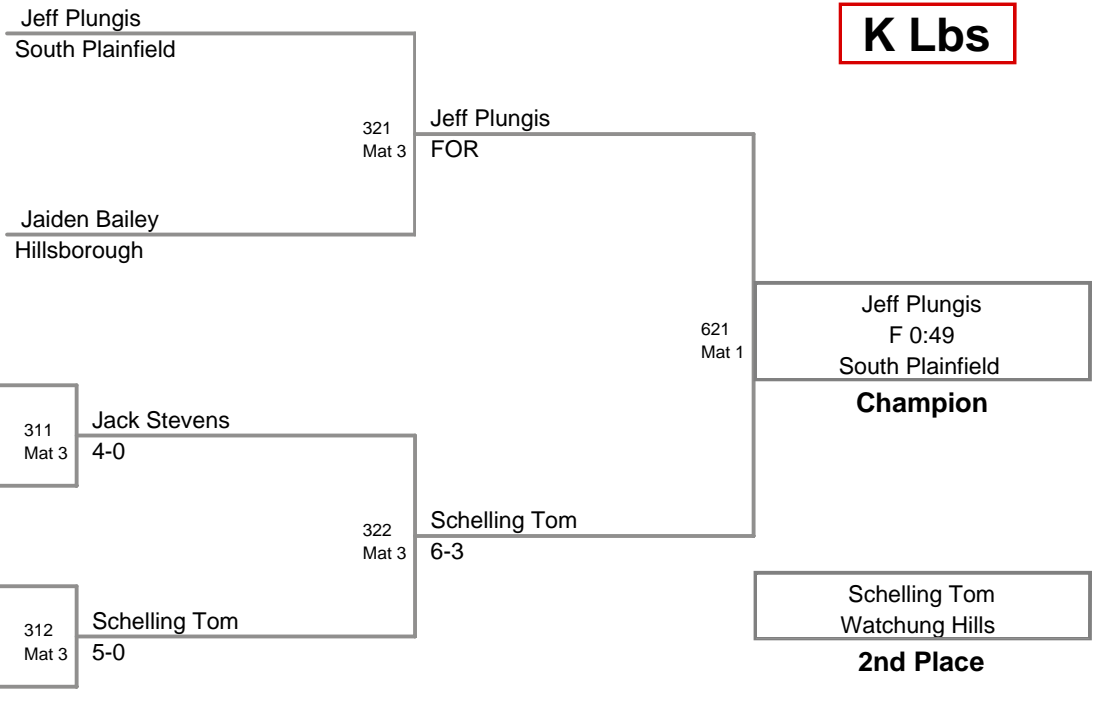 Jeff Plungis
South Plainfield
K Lbs
321
Mat 3
Jeff Plungis
FOR
Jaiden Bailey
Hillsborough
621
Mat 1
Jeff Plungis
F 0:49
South Plainfield
Champion
311
Mat 3
Jack Stevens
4-0
322
Mat 3
Schelling Tom
6-3
312
Mat 3
Schelling Tom
5-0
Schelling Tom
Watchung Hills
2nd Place